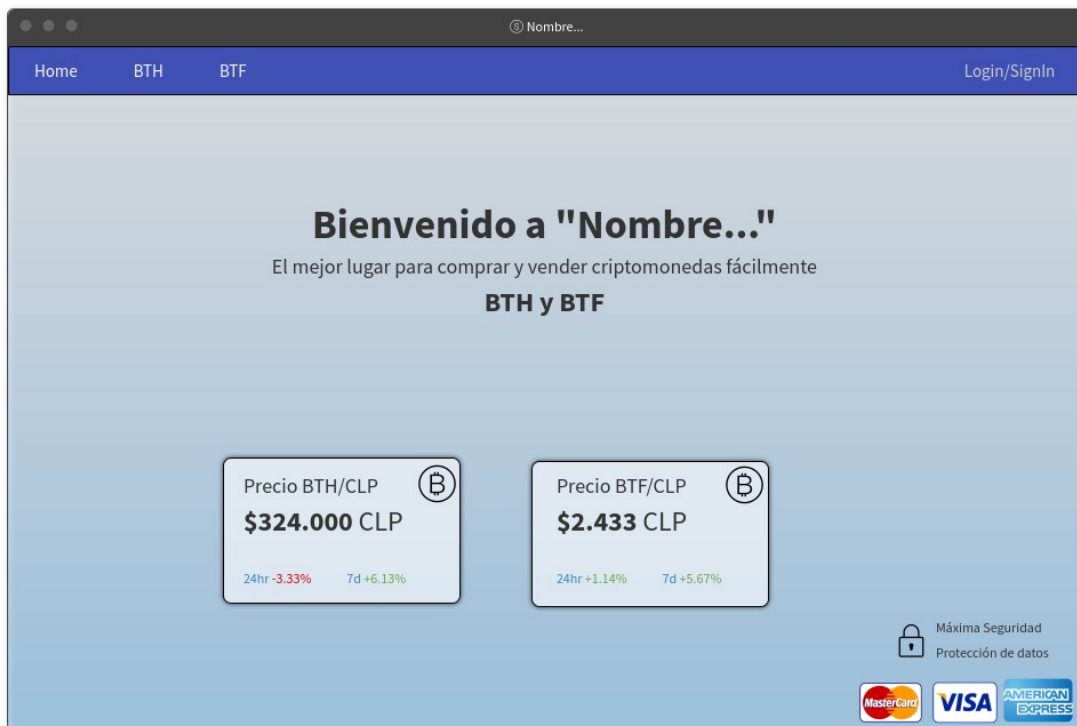 Ⓢ Nombre...
Home BTH BTF Login/SignIn
Bienvenido a "Nombre..."
El mejor lugar para comprar y vender criptomonedas fácilmente
BTH y BTF
Precio BTH/CLP
$324.000 CLP
24hr -3.33% 7d +6.13%
Precio BTF/CLP
$2.433 CLP
24hr +1.14% 7d +5.67%
Máxima Seguridad
Protección de datos
MasterCard VISA AMERICAN EXPRESS